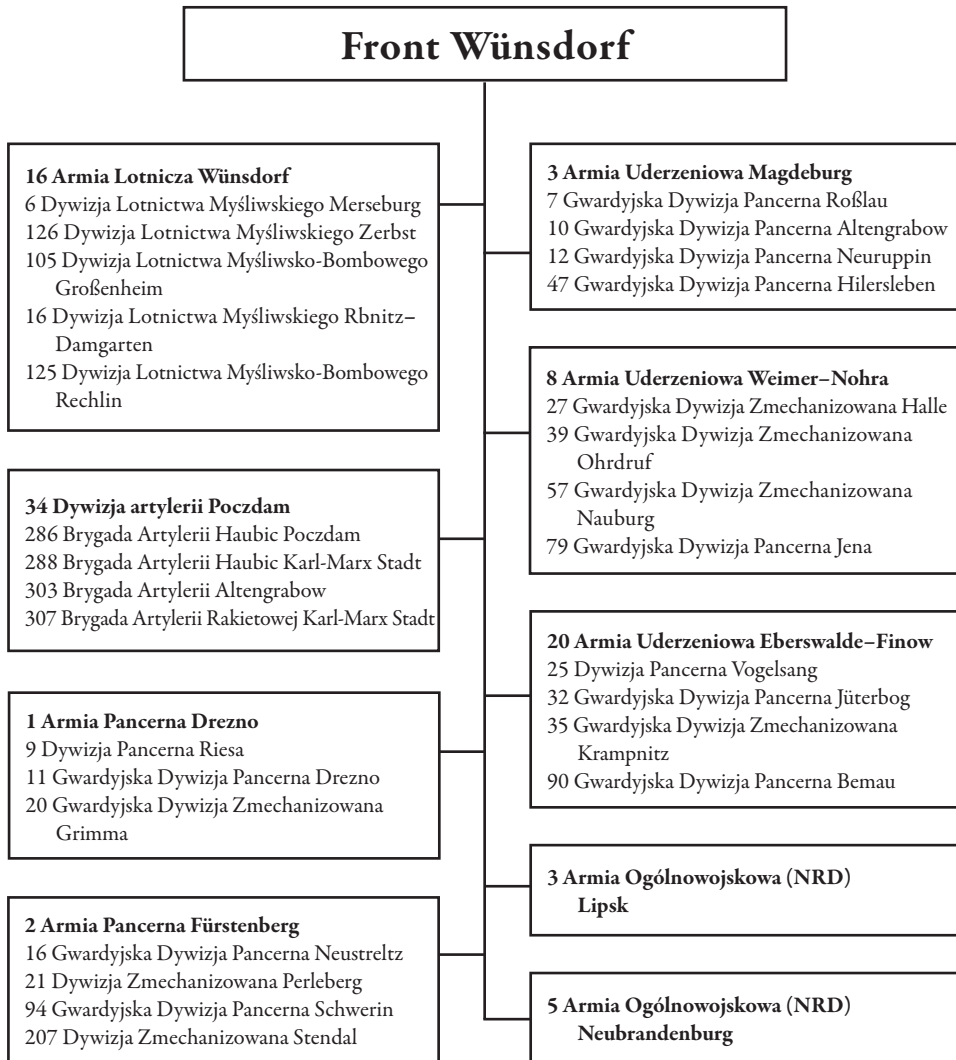 Front Wünsdorf
16 Armia Lotnicza Wünsdorf
6 Dywizja Lotnictwa Myśliwskiego Merseburg
126 Dywizja Lotnictwa Myśliwskiego Zerbst
105 Dywizja Lotnictwa Myśliwsko-Bombowego
Großenheim
16 Dywizja Lotnictwa Myśliwskiego Rbnitz–
Damgarten
125 Dywizja Lotnictwa Myśliwsko-Bombowego
Rechlin
34 Dywizja artylerii Poczdam
286 Brygada Artylerii Haubic Poczdam
288 Brygada Artylerii Haubic Karl-Marx Stadt
303 Brygada Artylerii Altengrabow
307 Brygada Artylerii Rakietowej Karl-Marx Stadt
1 Armia Pancerna Drezno
9 Dywizja Pancerna Riesa
11 Gwardyjska Dywizja Pancerna Drezno
20 Gwardyjska Dywizja Zmechanizowana
Grimma
2 Armia Pancerna Fürstenberg
16 Gwardyjska Dywizja Pancerna Neustreltz
21 Dywizja Zmechanizowana Perleberg
94 Gwardyjska Dywizja Pancerna Schwerin
207 Dywizja Zmechanizowana Stendal
3 Armia Uderzeniowa Magdeburg
7 Gwardyjska Dywizja Pancerna Roßlau
10 Gwardyjska Dywizja Pancerna Altengrabow
12 Gwardyjska Dywizja Pancerna Neuruppin
47 Gwardyjska Dywizja Pancerna Hilersleben
8 Armia Uderzeniowa Weimer–Nohra
27 Gwardyjska Dywizja Zmechanizowana Halle
39 Gwardyjska Dywizja Zmechanizowana
Ohrdruf
57 Gwardyjska Dywizja Zmechanizowana
Nauburg
79 Gwardyjska Dywizja Pancerna Jena
20 Armia Uderzeniowa Eberswalde–Finow
25 Dywizja Pancerna Vogelsang
32 Gwardyjska Dywizja Pancerna Jüterbog
35 Gwardyjska Dywizja Zmechanizowana
Krampnitz
90 Gwardyjska Dywizja Pancerna Bemau
3 Armia Ogólnowojskowa (NRD)
Lipsk
5 Armia Ogólnowojskowa (NRD)
Neubrandenburg